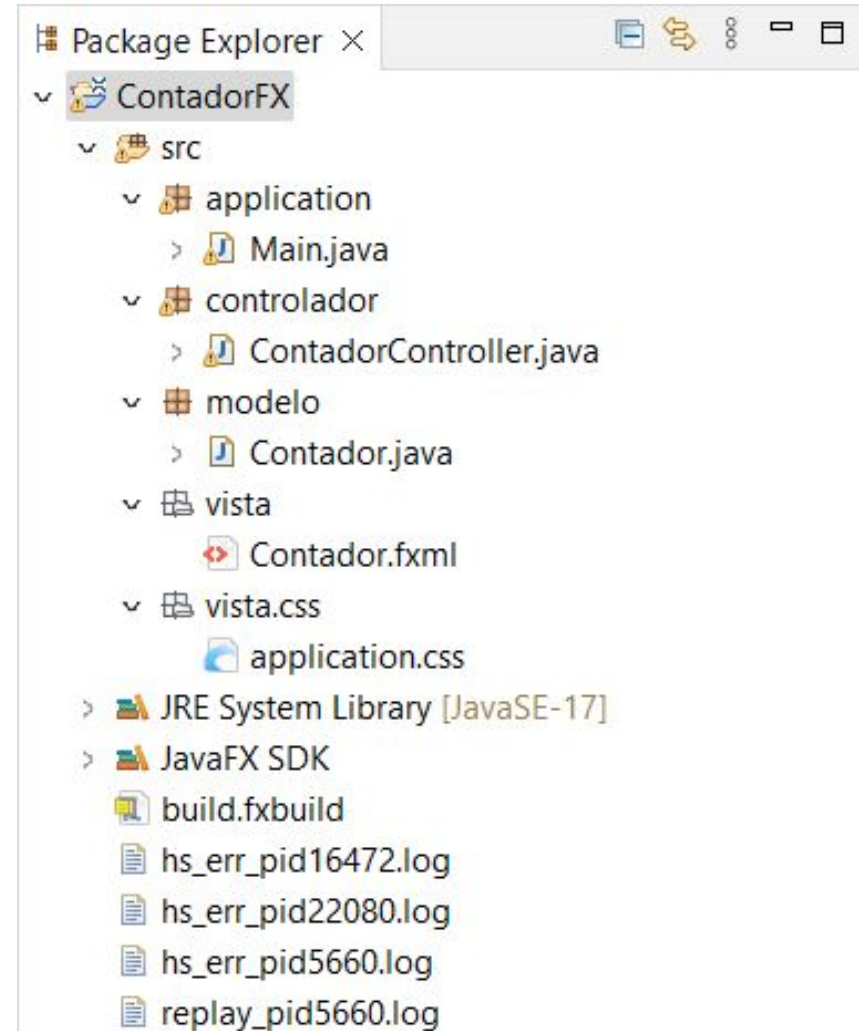 Package Explorer
ContadorFX
src
application
Main.java
controlador
ContadorController.java
modelo
Contador.java
vista
Contador.fxml
vista.css
application.css
JRE System Library [JavaSE-17]
JavaFX SDK
build.fxbuild
hs_err_pid16472.log
hs_err_pid22080.log
hs_err_pid5660.log
replay_pid5660.log